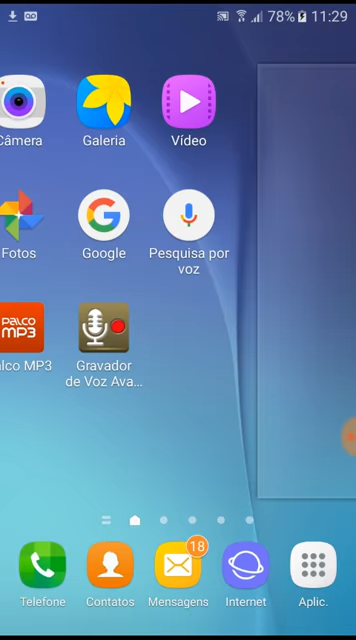 78% 11:29
Câmera Galeria Vídeo
Fotos Google Pesquisa por
voz
PALCO
MP3
alco MP3 Gravador
de Voz Ava...
18
Telefone Contatos Mensagens Internet Aplic.